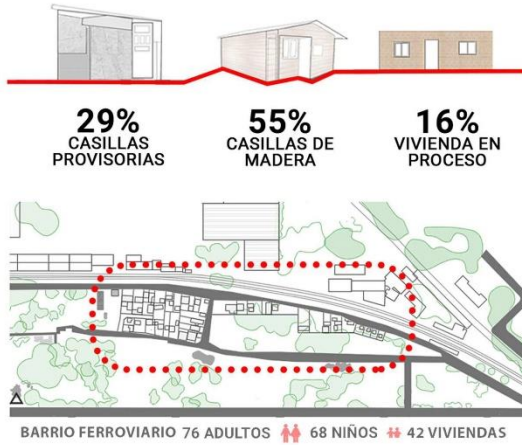 29%
CASILLAS
PROVISORIAS
55%
CASILLAS DE
MADERA
16%
VIVIENDA EN
PROCESO
BARRIO FERROVIARIO 76 ADULTOS 68 NIÑOS 42 VIVIENDAS